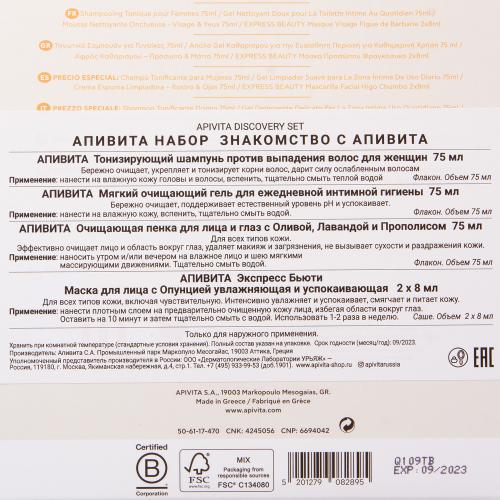 Shampooing Tonique pour Femmes 75ml / Gel Nettoyant Doux pour La Toilette Intime Au Quotidien 75ml /
Mousse Nettoyante Onctueuse - Visage & Yeux 75ml / EXPRESS BEAUTY Masque Visage Figue de Barbarie 2x8ml
ES PRECIO ESPECIAL: Champú Tonificante para Mujeres 75ml / Gel Limpiador Suave para La Zona Íntima De Uso Diario 75ml /
Crema Espuma Limpiadora - Rostro & Ojos 75ml / EXPRESS BEAUTY Mascarilla Facial Higo Chumbo 2x8ml
IT PREZZO SPECIALE:
APIVITA DISCOVERY SET
АПИВИТА НАБОР ЗНАКОМСТВО С АПИВИТА
АПИВИТА Тонизирующий шампунь против выпадения волос для женщин 75 мл
Бережно очищает, укрепляет и тонизирует корни волос, дарит силу ослабленным волосам
Применение: нанести на влажную кожу головы и волосы, вспенить, тщательно смыть теплой водой Флакон. Объем 75 мл
АПИВИТА Мягкий очищающий гель для ежедневной интимной гигиены 75 мл
Бережно очищает, поддерживает естественный уровень pH и успокаивает.
Применение: нанести на влажную кожу, вспенить, тщательно смыть водой. Флакон. Объем 75 мл
АПИВИТА Очищающая пенка для лица и глаз с Оливой, Лавандой и Прополисом 75 мл
Для всех типов кожи.
Эффективно очищает лицо и область вокруг глаз, удаляет макияж и загрязнения, не вызывает сухости и раздражения кожи.
Применение: наносить утром и/или вечером на влажное лицо и шею мягкими
массирующими движениями. Тщательно смыть водой. Флакон. Объем 75 мл
АПИВИТА Экспресс Бьюти
Маска для лица с Опунцией увлажняющая и успокаивающая 2 x 8 мл
Для всех типов кожи, включая чувствительную. Интенсивно увлажняет и успокаивает, смягчает и питает кожу.
Применение: нанести плотным слоем на предварительно очищенную кожу лица, избегая области вокруг глаз.
Оставить на 10 минут и затем тщательно смыть с водой. Использовать 1-2 раза в неделю. Саше. Объем 2 x 8 мл
Только для наружного применения.
Хранить при комнатной температуре (стандартные условия хранения). Полный состав указан на упаковке. Срок годности (месяц/год): 09/2023.
Производитель: Апивита С.А. Промышленный парк Маркопуло Месогайас, 19003 Аттика, Греция
Уполномоченный представитель производителя в России: ООО «Дерматологические Лаборатории УРЬЯЖ» —
Россия, 119180, г. Москва, Якиманская набережная, д.4, стр.1. Тел. +7 (495) 933-99-53 (50). www.apivita-shop.ru apivitarussia
EAC
APIVITA S.A., 19003 Markopoulo Mesogaias, GR.
Made in Greece / Fabriqué en Grèce
50-61-17-470 CNK: 4245056 CNP: 6694042
Certified
B
Corporation
FSC
www.fsc.org
MIX
Packaging from
responsible sources
FSC® C134080
5 201279 082895
Q109TB
EXP: 09/2023